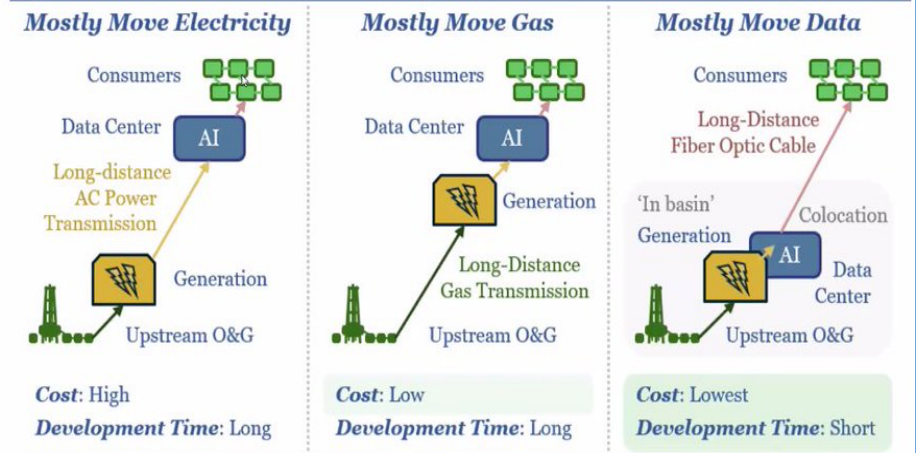 Mostly Move Electricity
Consumers
Data Center
AI
Long-distance
AC Power
Transmission
Generation
Upstream O&G
Cost: High
Development Time: Long
Mostly Move Gas
Consumers
Data Center
AI
Generation
Long-Distance
Gas Transmission
Upstream O&G
Cost: Low
Development Time: Long
Mostly Move Data
Consumers
Long-Distance
Fiber Optic Cable
‘In basin’
Colocation
Generation
AI
Data
Center
Upstream O&G
Cost: Lowest
Development Time: Short